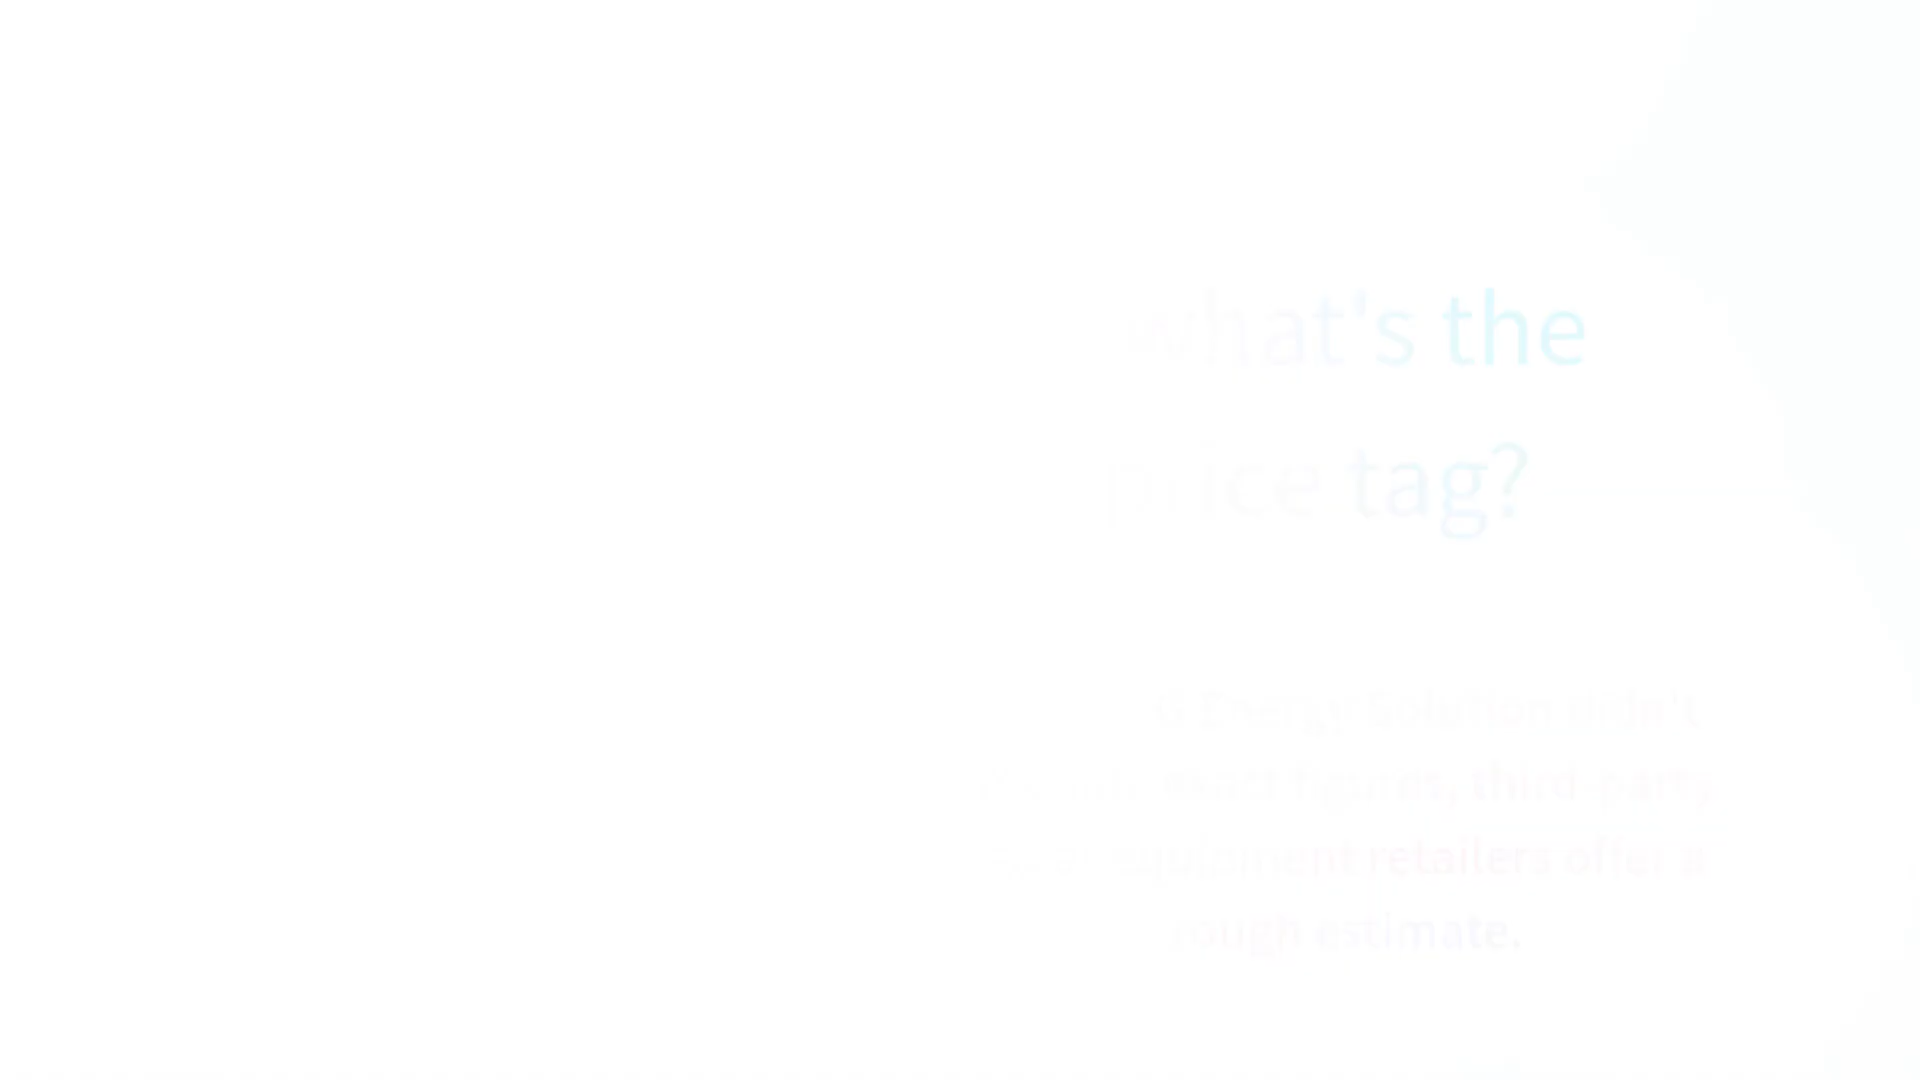 what's the
price tag?
Energy Solution didn't
exact figures, third-party
equipment retailers offer a
rough estimate.